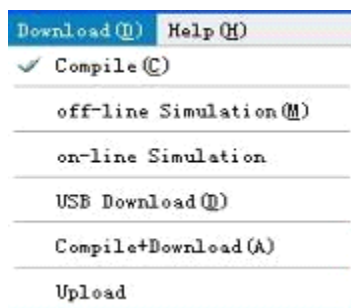 Download(D) Help(H)
Compile(C)
off-line Simulation(M)
on-line Simulation
USB Download(D)
Compile+Download(A)
Upload